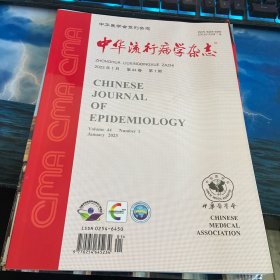 中华医学会系列杂志
中华流行病学杂志
ZHONGHUA LIUXINGBINGXUE ZAZHI
2023年1月 第44卷 第1期
CHINESE
JOURNAL
OF
EPIDEMIOLOGY
Volume 44 Number 1
January 2023
CMA CMA CMA
ISSN 0254-6450
中华医学会
CHINESE
MEDICAL
ASSOCIATION
9 770254 645234